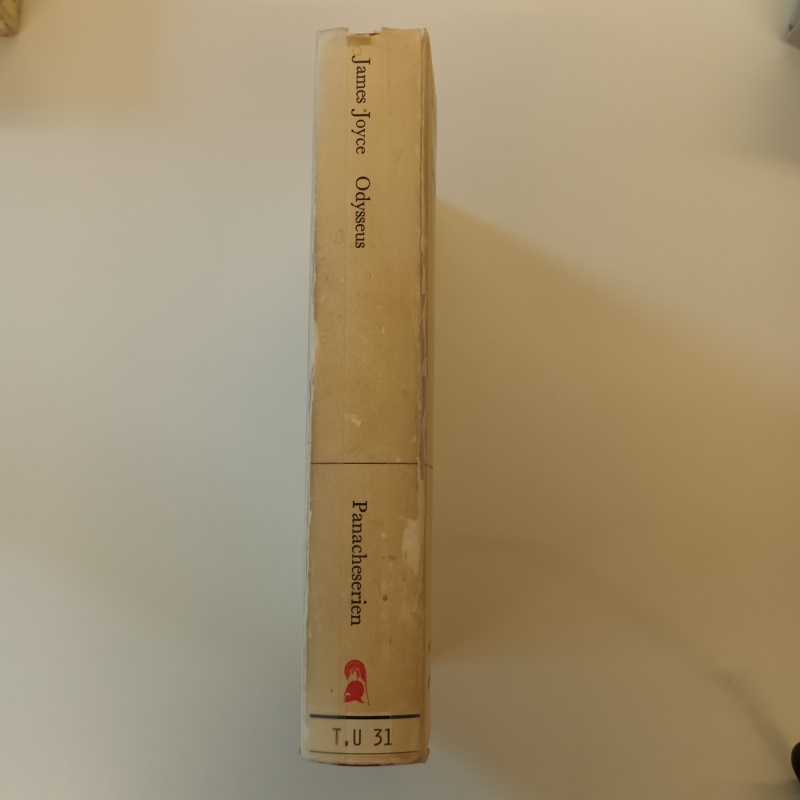 James Joyce Odysseus
Panacheserien
T.U 31